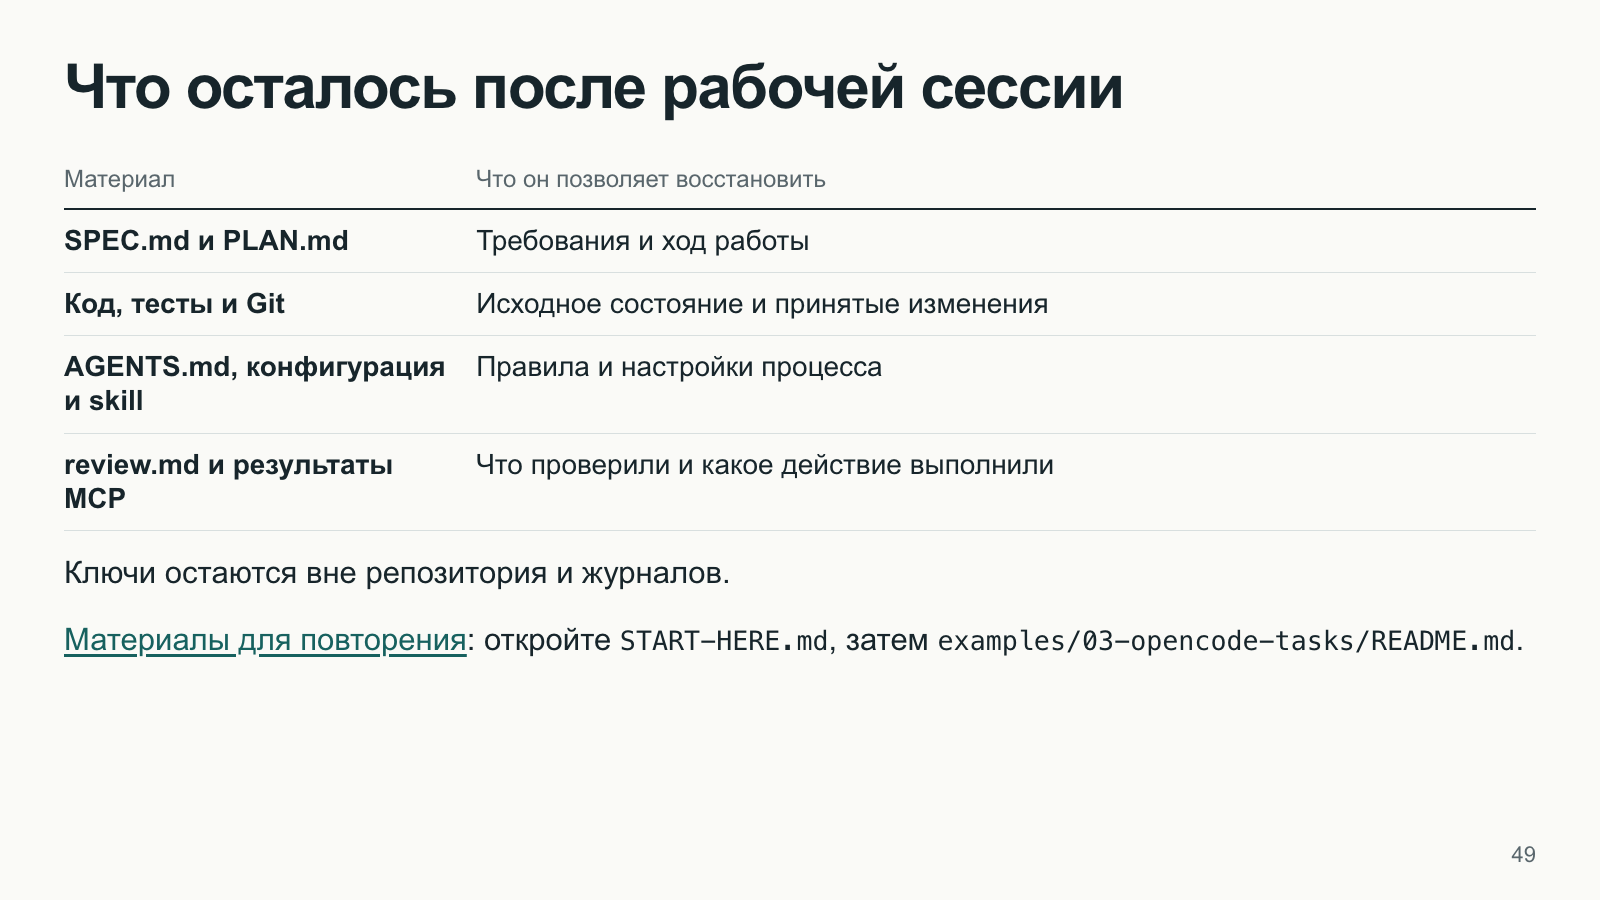 Что осталось после рабочей сессии
Материал Что он позволяет восстановить
SPEC.md и PLAN.md Требования и ход работы
Код, тесты и Git Исходное состояние и принятые изменения
AGENTS.md, конфигурация Правила и настройки процесса
и skill
review.md и результаты Что проверили и какое действие выполнили
MCP
Ключи остаются вне репозитория и журналов.
Материалы для повторения: откройте START-HERE.md, затем examples/03-opencode-tasks/README.md.
49